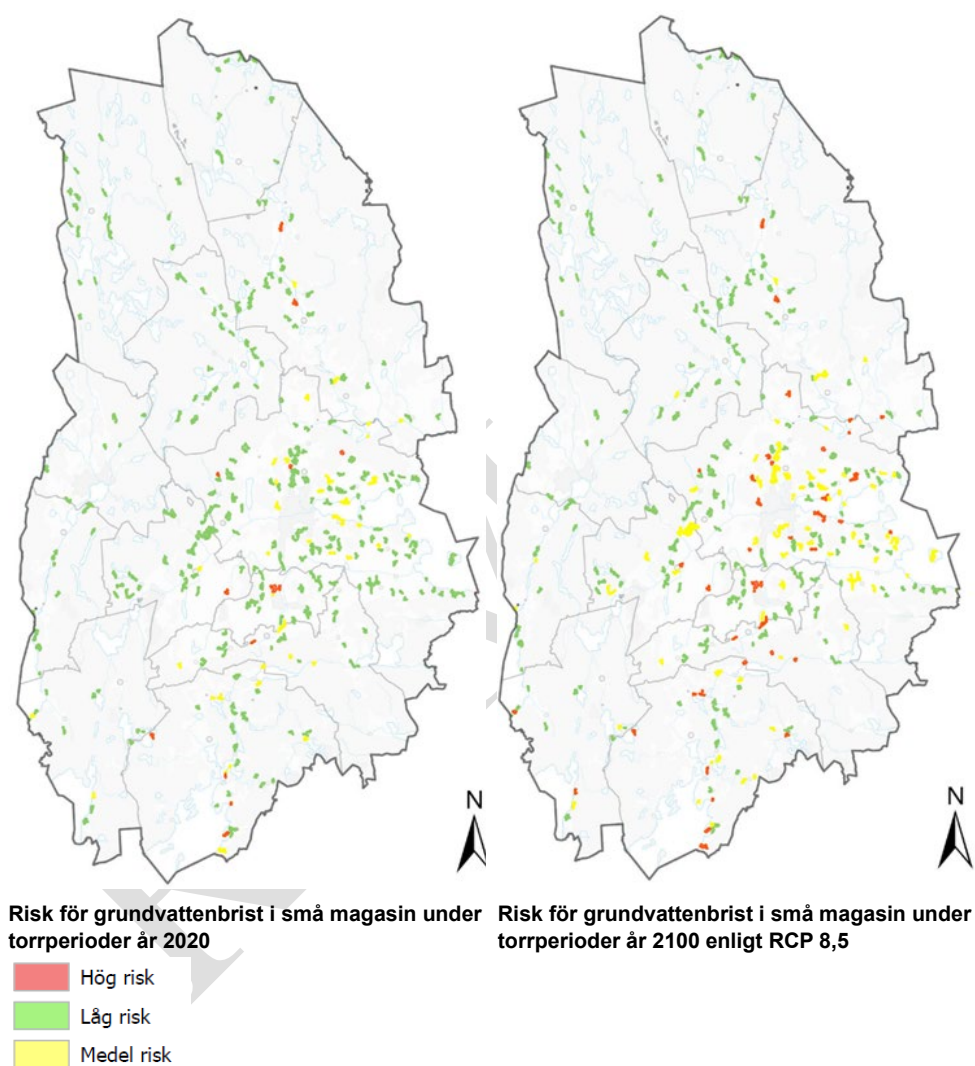 N
N
Risk för grundvattenbrist i små magasin under
torrperioder år 2020
Risk för grundvattenbrist i små magasin under
torrperioder år 2100 enligt RCP 8,5
Hög risk
Låg risk
Medel risk